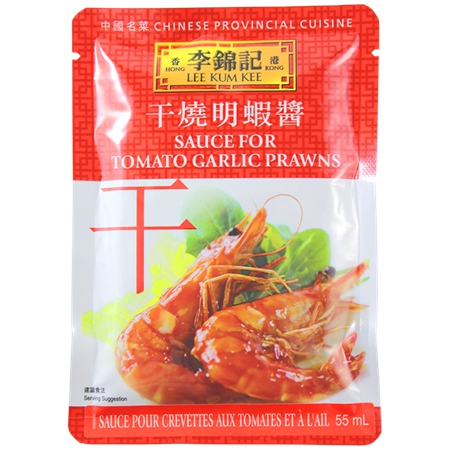 中國名菜 CHINESE PROVINCIAL CUISINE
香 李錦記 港
HONG LEE KUM KEE KONG
干燒明蝦醬
SAUCE FOR
TOMATO GARLIC PRAWNS
干
建議食法
Serving Suggestion
SAUCE POUR CREVETTES AUX TOMATES ET À L'AIL 55 mL